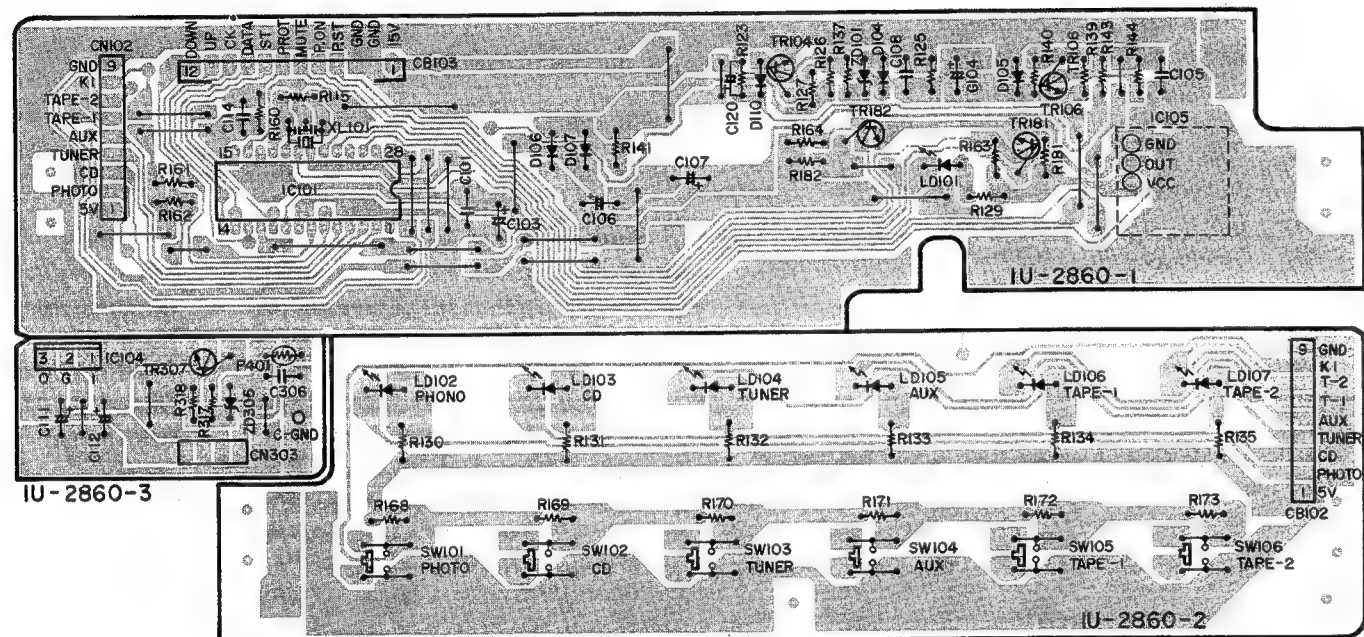 CN102
9
GND
K1
TAPE-2
TAPE-1
AUX
TUNER
CD
PHOTO
5V
1
DOWN
UP
CK
DATA
ST
PROT
MUTE
P.ON
P.RST
GND
GND
15V
12
1
CB103
C114
R160
R115
XL101
15
28
IC101
14
1
R161
R162
C101
C103
D106
D107
R141
C106
C107
C120
R123
D110
TR104
R127
R126
R137
ZD101
D104
C108
R125
C104
D105
R140
TR106
TR106
R139
R143
R144
C105
R164
R182
TR182
LD101
R163
TR181
R181
R129
IC105
GND
OUT
VCC
IU-2860-1
3 2 1
IC104
O G I
TR307
P401
C111
C112
R318
R317
ZD305
C306
C-GND
CN303
IU-2860-3
LD102
PHONO
LD103
CD
LD104
TUNER
LD105
AUX
LD106
TAPE-1
LD107
TAPE-2
R130
R131
R132
R133
R134
R135
9
GND
K1
T-2
T-1
AUX
TUNER
CD
PHOTO
5V
1
CB102
R168
R169
R170
R171
R172
R173
SW101
PHOTO
SW102
CD
SW103
TUNER
SW104
AUX
SW105
TAPE-1
SW106
TAPE-2
IU-2860-2